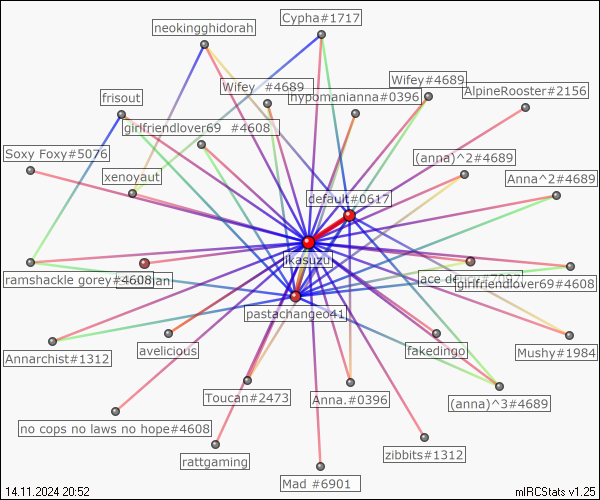 Cypha#1717
neokingghidorah
Wifey #4689
Wifey#4689
AlpineRooster#2156
frisout
hypomanianna#0396
girlfriendlover69 #4608
Soxy Foxy#5076
(anna)^2#4689
xenoyaut
Anna^2#4689
default#0617
ikasuzu
ramshackle gorey#4608
ace de
girlfriendlover69#4608
pastachangeo41
Annarchist#1312
avelicious
fakedingo
Mushy#1984
Toucan#2473
Anna.#0396
(anna)^3#4689
no cops no laws no hope#4608
rattgaming
zibbits#1312
Mad #6901
14.11.2024 20:52
mIRCStats v1.25